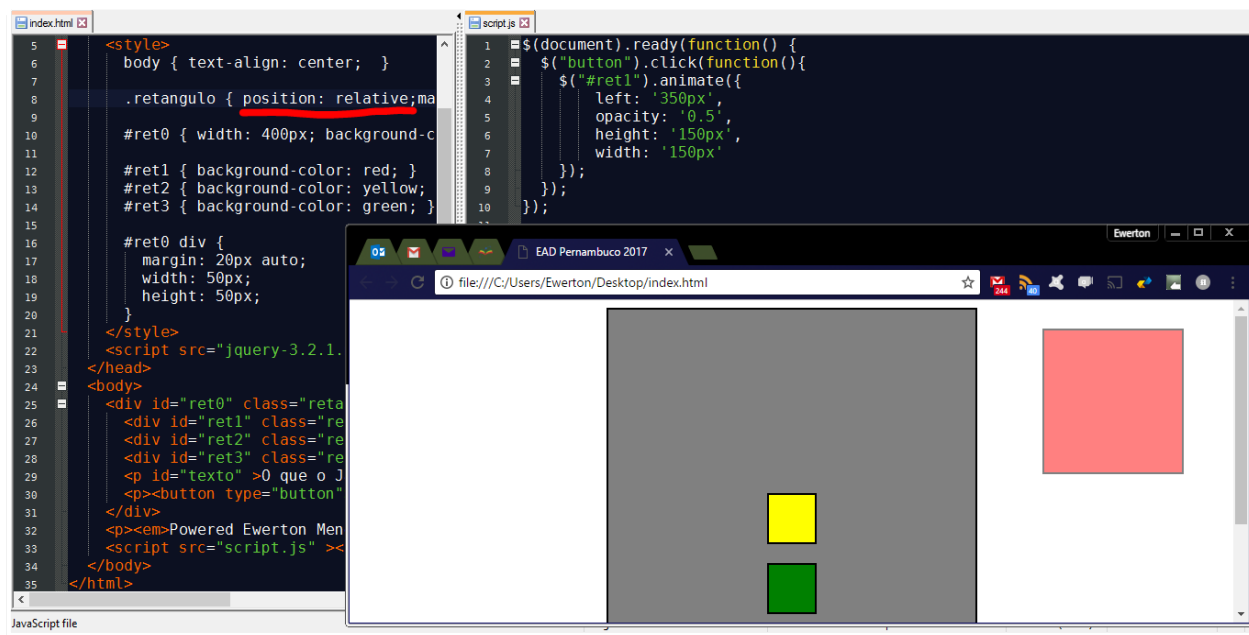 index.html
5 <style>
6 body { text-align: center; }
7
8 .retangulo { position: relative;ma
9
10 #ret0 { width: 400px; background-c
11
12 #ret1 { background-color: red; }
13 #ret2 { background-color: yellow;
14 #ret3 { background-color: green; }
15
16 #ret0 div {
17 margin: 20px auto;
18 width: 50px;
19 height: 50px;
20 }
21 </style>
22 <script src="jquery-3.2.1.
23 </head>
24 <body>
25 <div id="ret0" class="reta
26 <div id="ret1" class="re
27 <div id="ret2" class="re
28 <div id="ret3" class="re
29 <p id="texto" >O que o J
30 <p><button type="button"
31 </div>
32 <p><em>Powered Ewerton Men
33 <script src="script.js" ><
34 </body>
35 </html>
JavaScript file
script.js
1 $(document).ready(function() {
2 $("button").click(function(){
3 $("#ret1").animate({
4 left: '350px',
5 opacity: '0.5',
6 height: '150px',
7 width: '150px'
8 });
9 });
10 });
Ewerton
EAD Pernambuco 2017
file:///C:/Users/Ewerton/Desktop/index.html
244
40